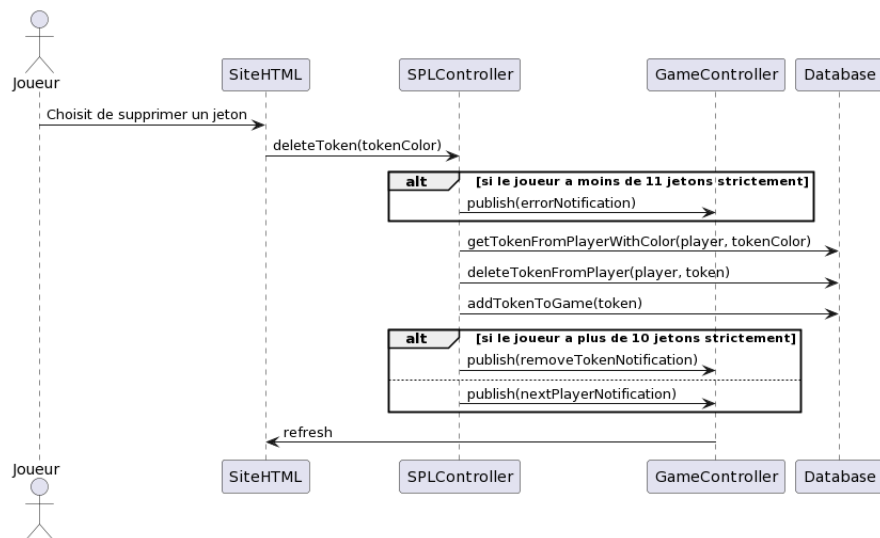 Joueur
SiteHTML SPLController GameController Database
Choisit de supprimer un jeton
deleteToken(tokenColor)
alt [si le joueur a moins de 11 jetons strictement]
publish(errorNotification)
getTokenFromPlayerWithColor(player, tokenColor)
deleteTokenFromPlayer(player, token)
addTokenToGame(token)
alt [si le joueur a plus de 10 jetons strictement]
publish(removeTokenNotification)
publish(nextPlayerNotification)
refresh
Joueur
SiteHTML SPLController GameController Database